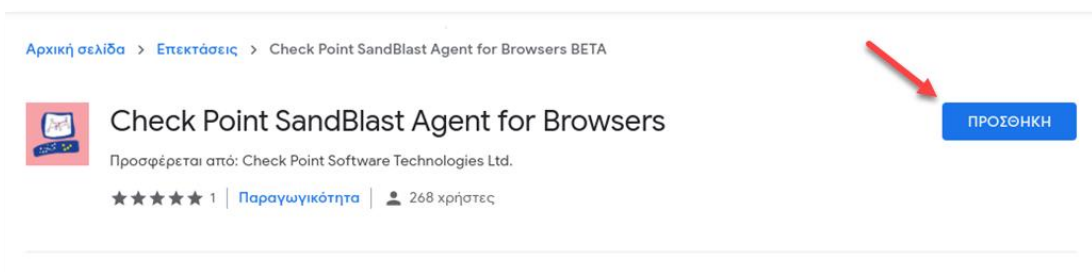 Αρχική σελίδα > Επεκτάσεις > Check Point SandBlast Agent for Browsers BETA
Check Point SandBlast Agent for Browsers
ΠΡΟΣΘΗΚΗ
Προσφέρεται από: Check Point Software Technologies Ltd.
★★★★★ 1 | Παραγωγικότητα | 268 χρήστες